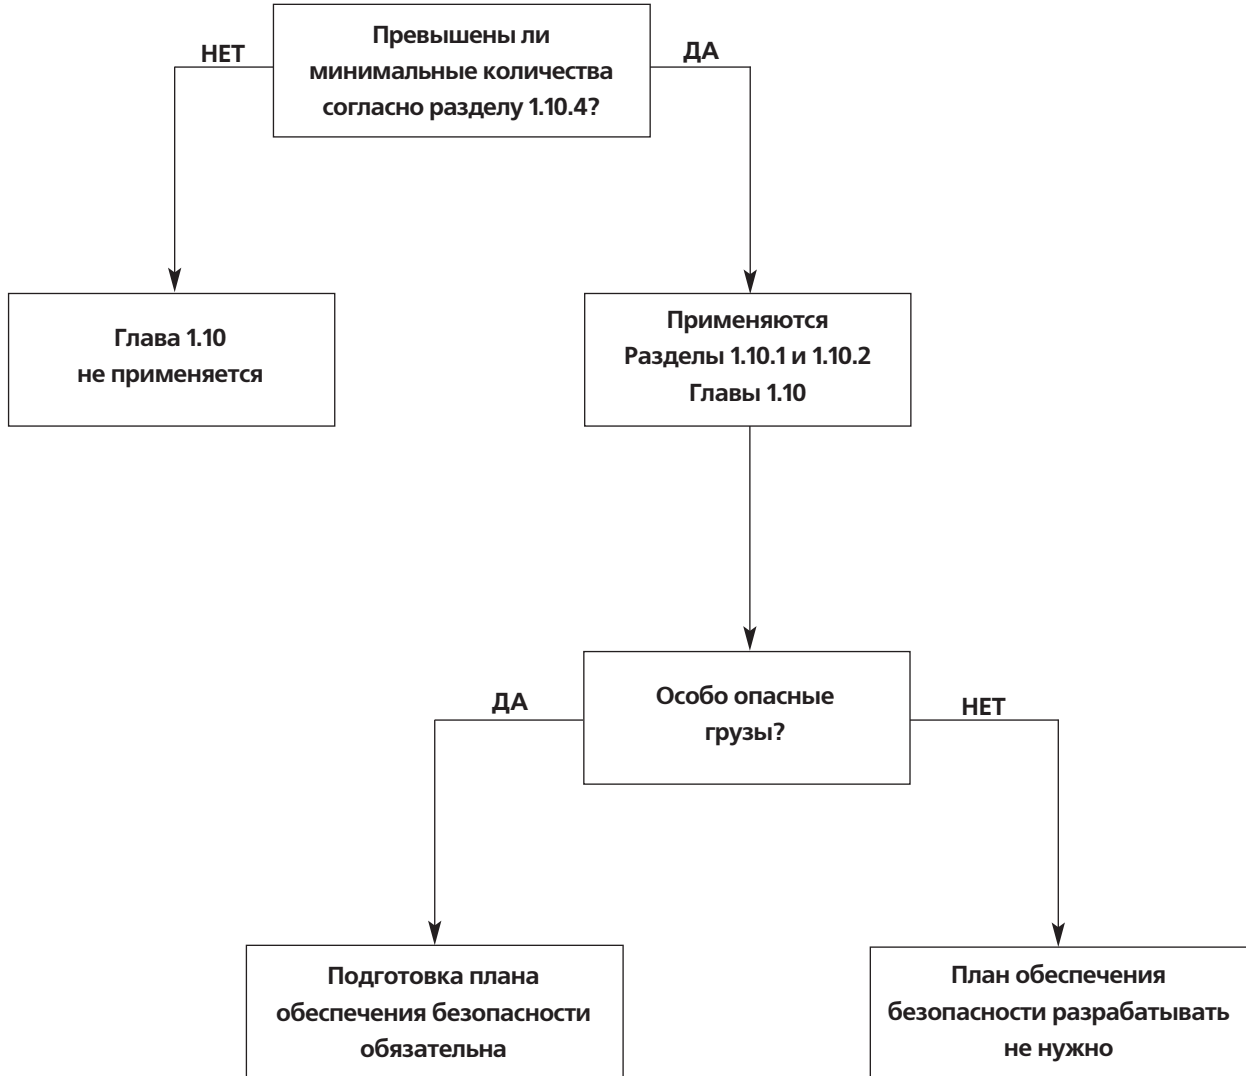 Превышены ли
минимальные количества
согласно разделу 1.10.4?
НЕТ
ДА
Глава 1.10
не применяется
Применяются
Разделы 1.10.1 и 1.10.2
Главы 1.10
Особо опасные
грузы?
ДА
НЕТ
Подготовка плана
обеспечения безопасности
обязательна
План обеспечения
безопасности разрабатывать
не нужно